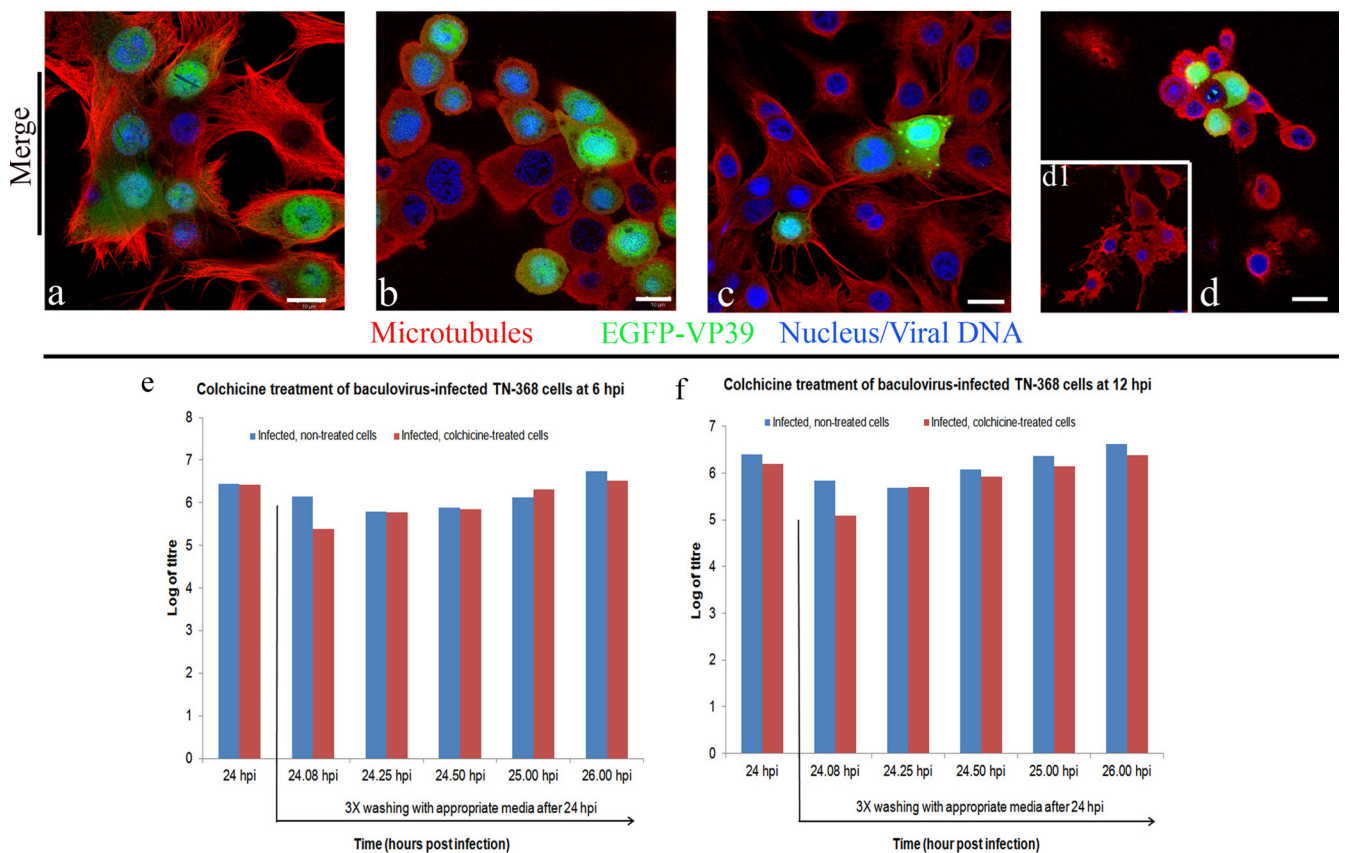 Merge
a
b
c
d1
d
10 µm
10 µm
Microtubules EGFP-VP39 Nucleus/Viral DNA
e
Colchicine treatment of baculovirus-infected TN-368 cells at 6 hpi
Infected, non-treated cells
Infected, colchicine-treated cells
Log of titre
8
7
6
5
4
3
2
1
0
24 hpi 24.08 hpi 24.25 hpi 24.50 hpi 25.00 hpi 26.00 hpi
3X washing with appropriate media after 24 hpi
Time (hours post infection)
f
Colchicine treatment of baculovirus-infected TN-368 cells at 12 hpi
Infected, non-treated cells
Infected, colchicine-treated cells
Log of titre
7
6
5
4
3
2
1
0
24 hpi 24.08 hpi 24.25 hpi 24.50 hpi 25.00 hpi 26.00 hpi
3X washing with appropriate media after 24 hpi
Time (hour post infection)